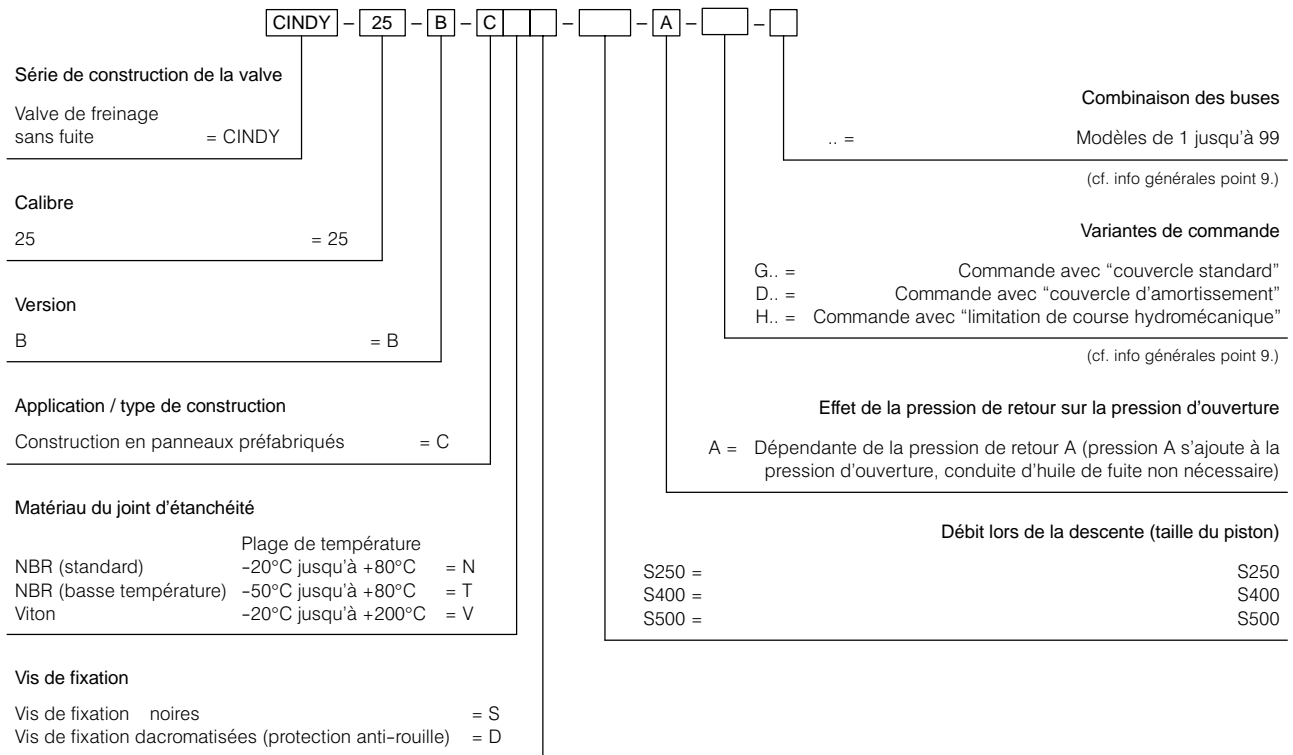 CINDY – 25 – B – C – – A – –
Série de construction de la valve
Valve de freinage
sans fuite = CINDY
Calibre
25 = 25
Version
B = B
Application / type de construction
Construction en panneaux préfabriqués = C
Matériau du joint d'étanchéité
Plage de température
NBR (standard) -20°C jusqu'à +80°C = N
NBR (basse température) -50°C jusqu'à +80°C = T
Viton -20°C jusqu'à +200°C = V
Vis de fixation
Vis de fixation noires = S
Vis de fixation dacromatisées (protection anti-rouille) = D
Combinaison des buses
.. = Modèles de 1 jusqu'à 99
(cf. info générales point 9.)
Variantes de commande
G.. = Commande avec “couvercle standard”
D.. = Commande avec “couvercle d'amortissement”
H.. = Commande avec “limitation de course hydromécanique”
(cf. info générales point 9.)
Effet de la pression de retour sur la pression d'ouverture
A = Dépendante de la pression de retour A (pression A s'ajoute à la
pression d'ouverture, conduite d'huile de fuite non nécessaire)
Débit lors de la descente (taille du piston)
S250 = S250
S400 = S400
S500 = S500